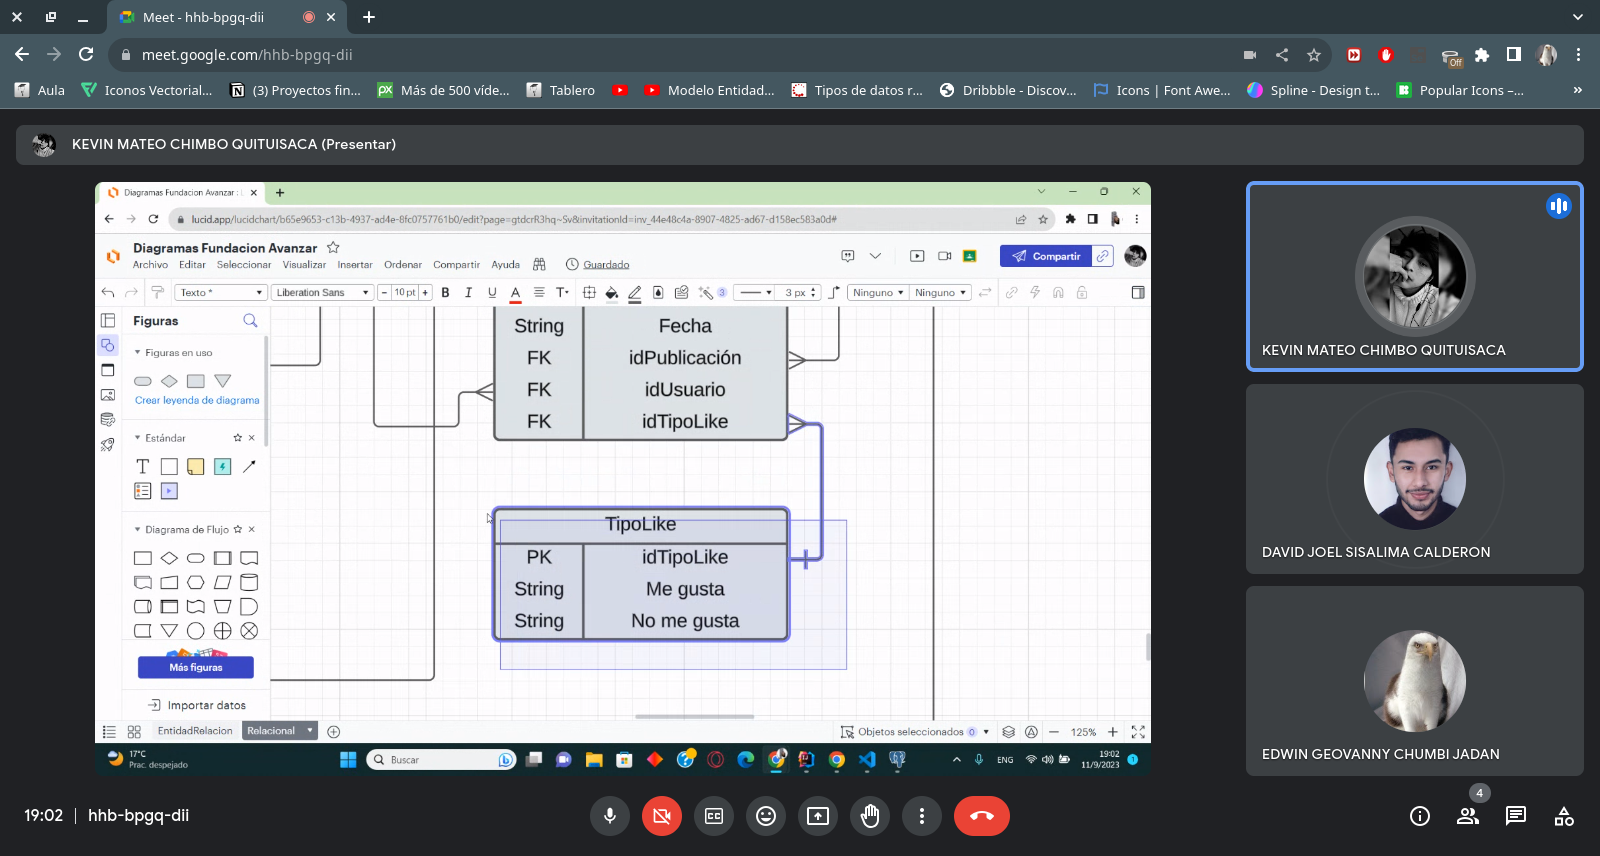 Meet - hhb-bpgq-dii
meet.google.com/hhb-bpgq-dii
Off
Aula
Iconos Vectorial...
(3) Proyectos fin...
Más de 500 víde...
Tablero
Modelo Entidad...
Tipos de datos r...
Dribbble - Discov...
Icons | Font Awe...
Spline - Design t...
Popular Icons –...
»
KEVIN MATEO CHIMBO QUITUISACA (Presentar)
Diagramas Fundacion Avanzar : L
lucid.app/lucidchart/b65e9653-c13b-4937-ad4e-8fc0757761b0/edit?page=gtdcrR3hq~Sv&invitationId=inv_44e48c4a-8907-4825-ad67-d158ec583a0d#
Diagramas Fundacion Avanzar
Archivo Editar Seleccionar Visualizar Insertar Ordenar Compartir Ayuda Guardado
Compartir
Texto * Liberation Sans − 10 pt + B I U A T 3 3 px Ninguno Ninguno
Figuras
Figuras en uso
Crear leyenda de diagrama
Estándar
T
Diagrama de Flujo
Más figuras
Importar datos
String Fecha
FK idPublicación
FK idUsuario
FK idTipoLike
TipoLike
PK idTipoLike
String Me gusta
String No me gusta
EntidadRelacion Relacional
Objetos seleccionados 0
125%
17°C
Prac. despejado
Buscar
ENG
19:02
11/9/2023
1
KEVIN MATEO CHIMBO QUITUISACA
DAVID JOEL SISALIMA CALDERON
EDWIN GEOVANNY CHUMBI JADAN
19:02 | hhb-bpgq-dii
CC
4